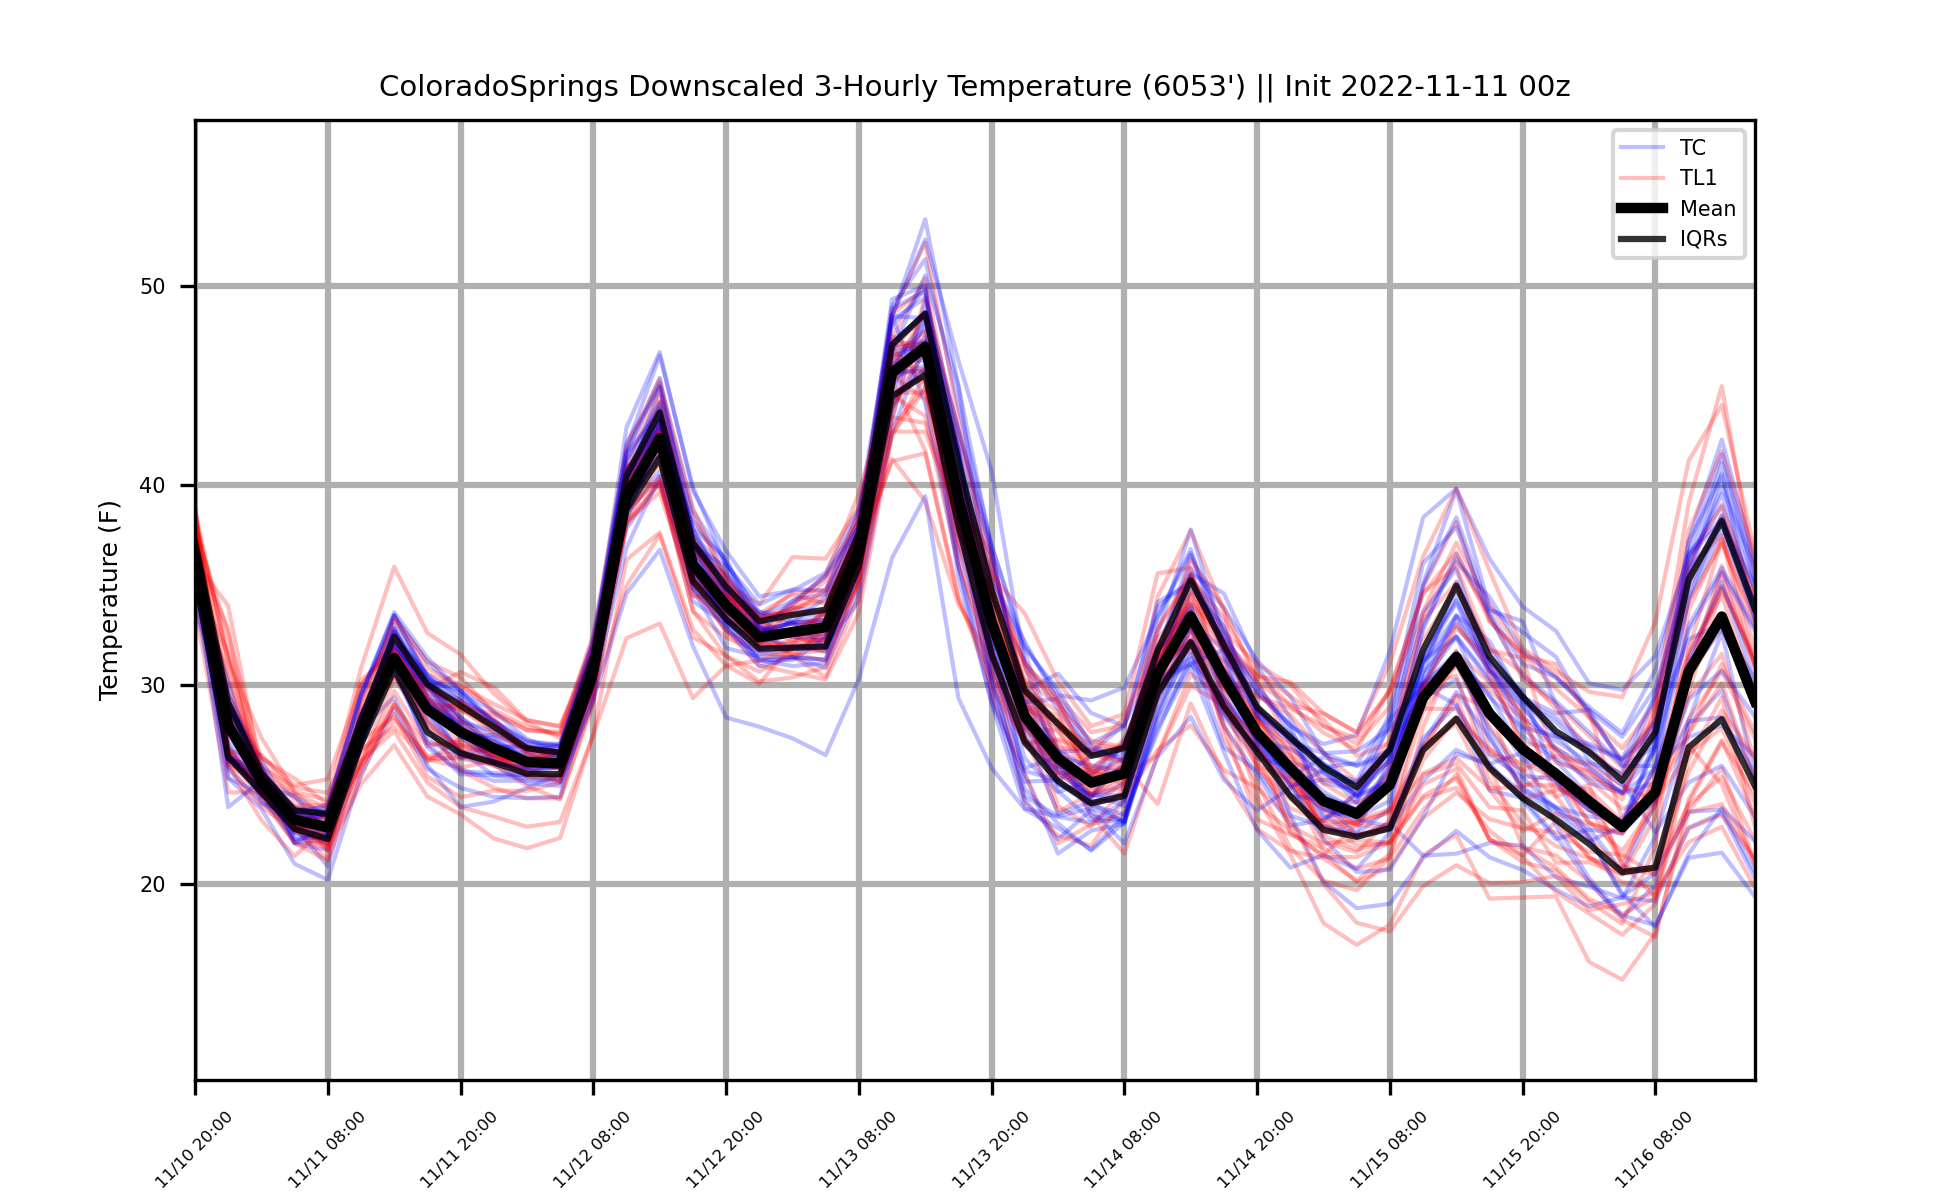 ColoradoSprings Downscaled 3-Hourly Temperature (6053') || Init 2022-11-11 00z
TC
TL1
Mean
IQRs
Temperature (F)
50
40
30
20
11/10 20:00
11/11 08:00
11/11 20:00
11/12 08:00
11/12 20:00
11/13 08:00
11/13 20:00
11/14 08:00
11/14 20:00
11/15 08:00
11/15 20:00
11/16 08:00